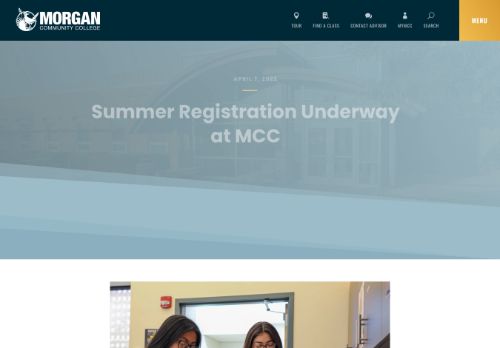 MORGAN
COMMUNITY COLLEGE
TOUR
FIND A CLASS
CONTACT ADVISOR
MYMCC
SEARCH
MENU
APRIL 7, 2022
Summer Registration Underway
at MCC